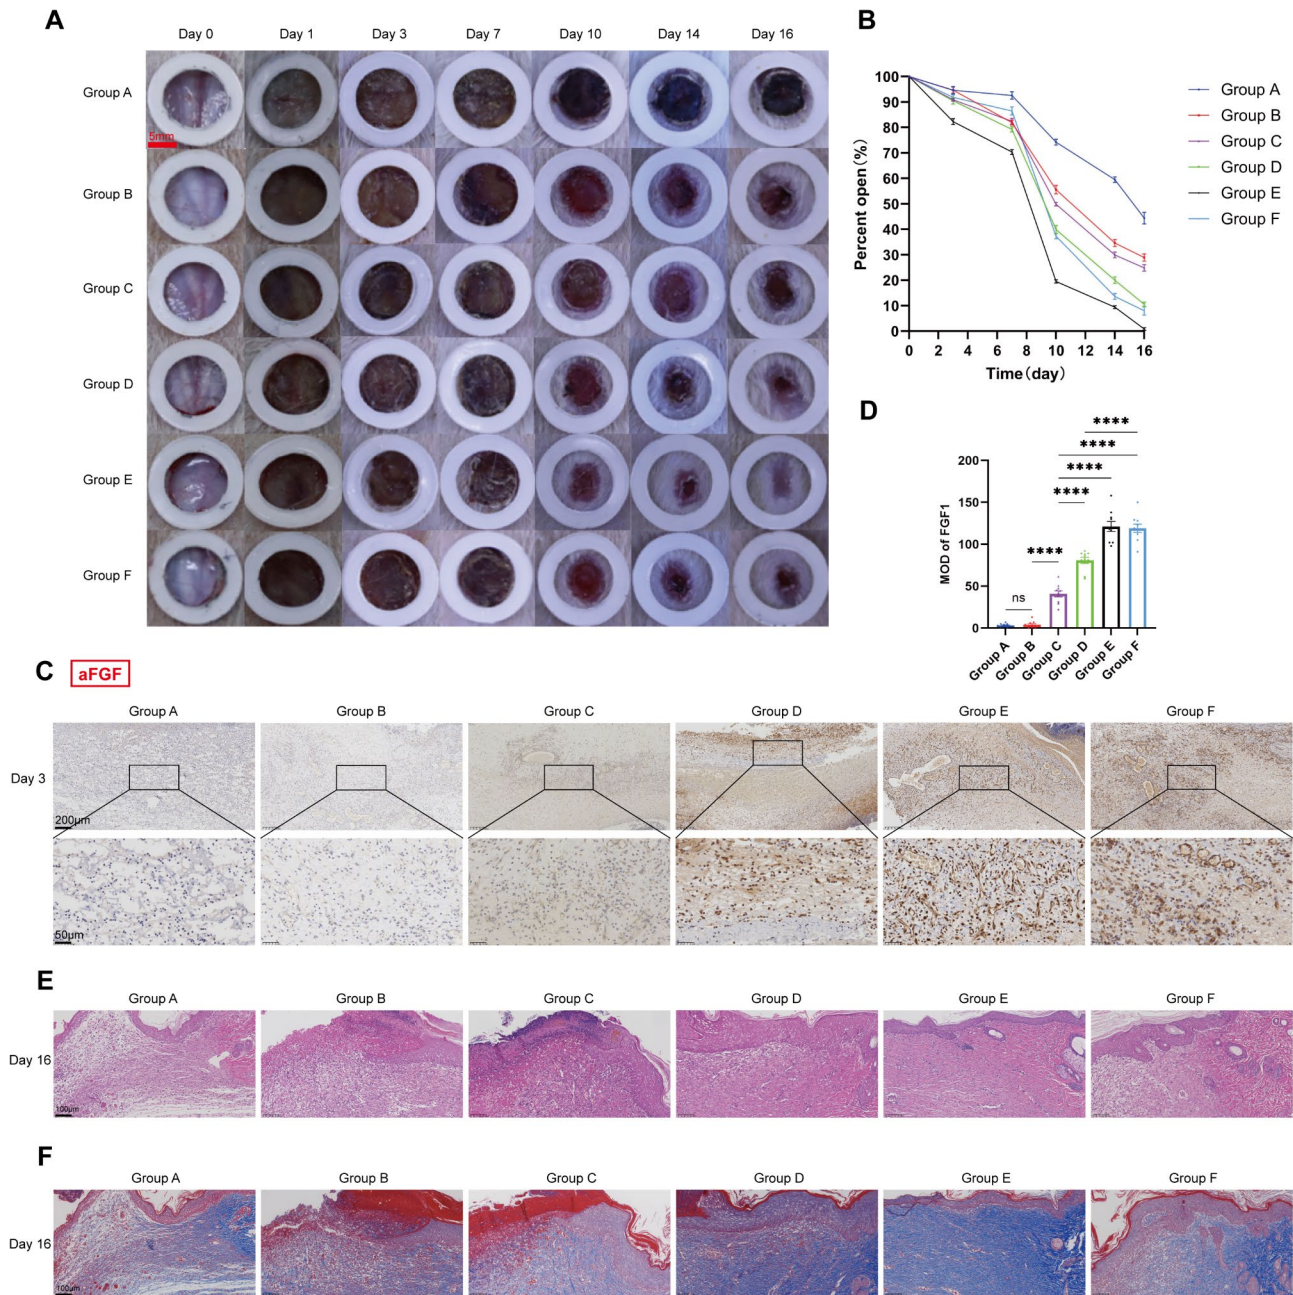 A
Day 0 Day 1 Day 3 Day 7 Day 10 Day 14 Day 16
Group A
5mm
Group B
Group C
Group D
Group E
Group F
B
100
90
80
70
60
50
40
30
20
10
0
Percent open(%)
0 2 4 6 8 10 12 14 16
Time(day)
Group A
Group B
Group C
Group D
Group E
Group F
D
200
150
100
50
0
MOD of FGF1
ns
****
****
****
****
****
Group A Group B Group C Group D Group E Group F
C aFGF
Group A Group B Group C Group D Group E Group F
Day 3
200μm
50μm
E
Group A Group B Group C Group D Group E Group F
Day 16
100μm
F
Group A Group B Group C Group D Group E Group F
Day 16
100μm